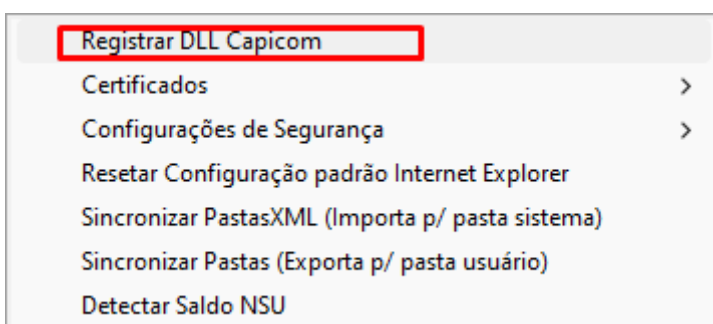 Registrar DLL Capicom
Certificados
Configurações de Segurança
Resetar Configuração padrão Internet Explorer
Sincronizar PastasXML (Importa p/ pasta sistema)
Sincronizar Pastas (Exporta p/ pasta usuário)
Detectar Saldo NSU